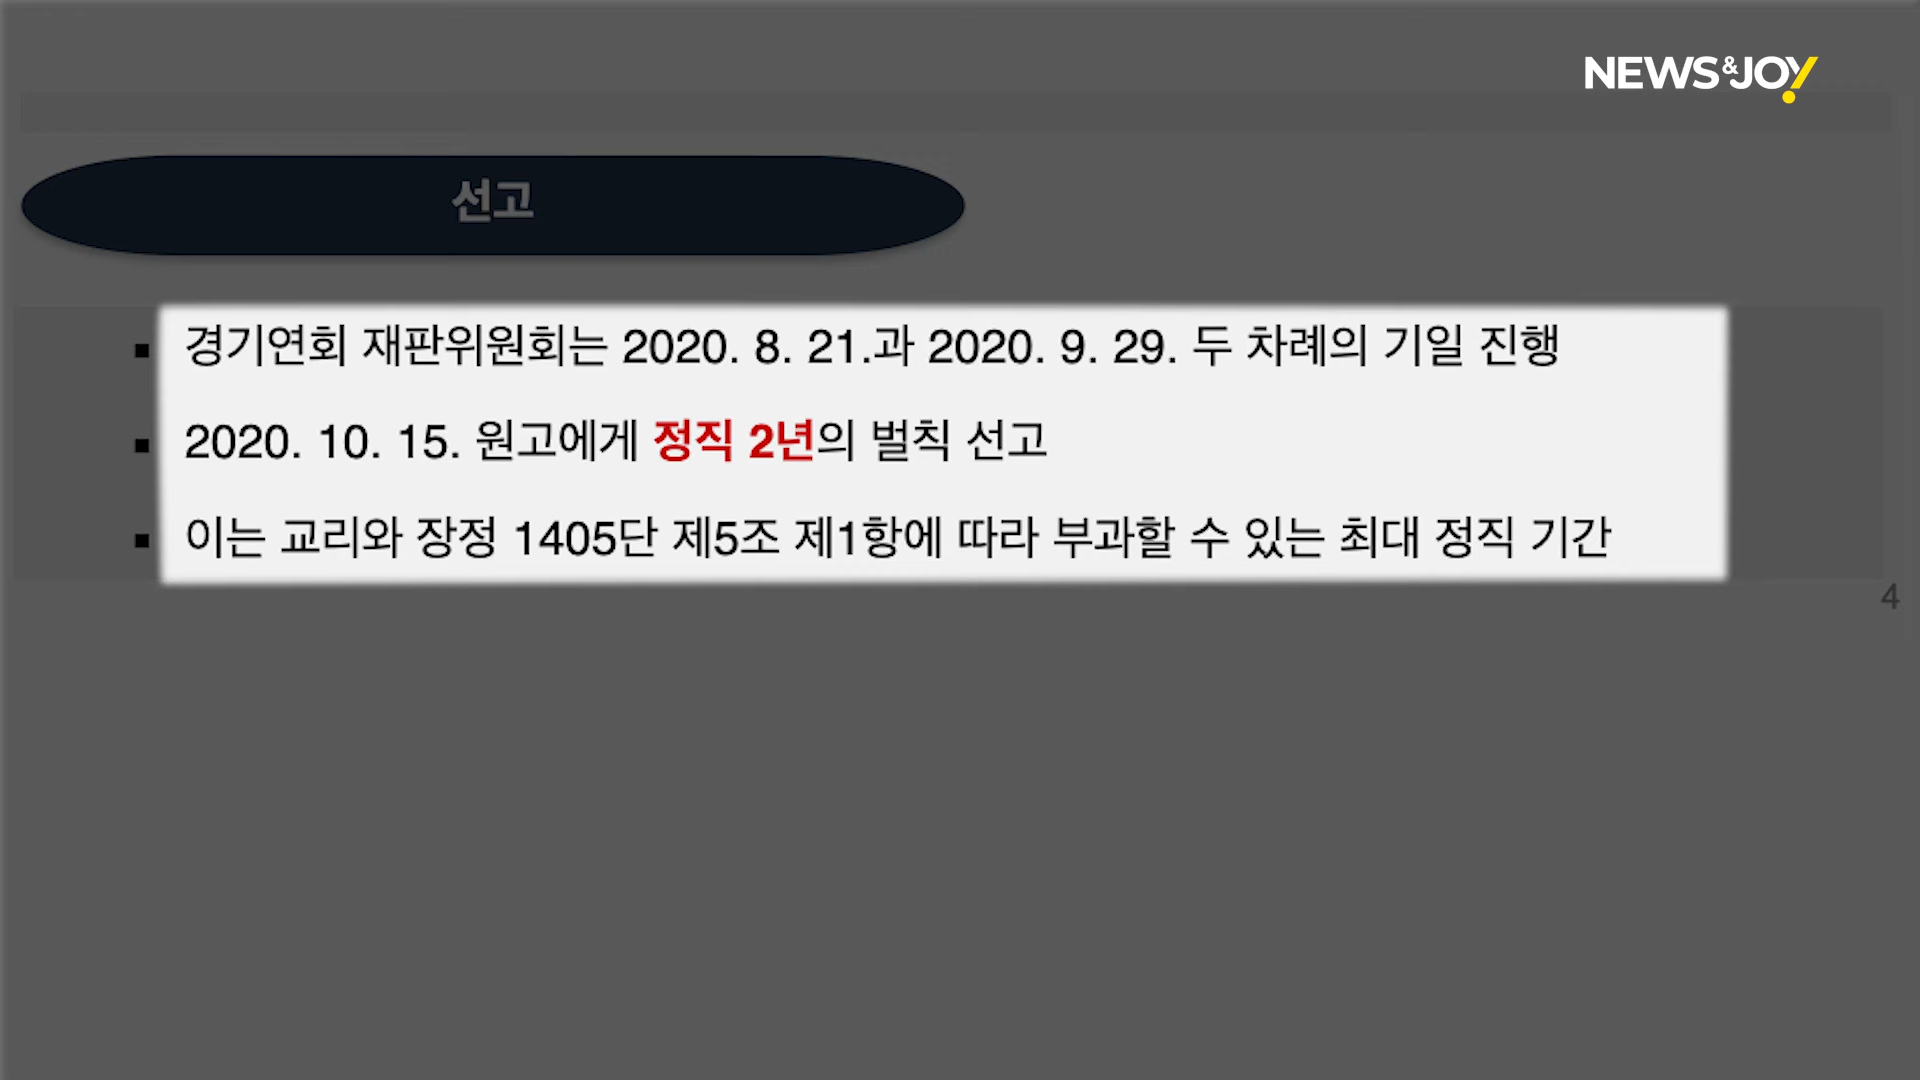 NEWS&JOY
선고
▪ 경기연회 재판위원회는 2020. 8. 21.과 2020. 9. 29. 두 차례의 기일 진행
▪ 2020. 10. 15. 원고에게 정직 2년의 벌칙 선고
▪ 이는 교리와 장정 1405단 제5조 제1항에 따라 부과할 수 있는 최대 정직 기간
4